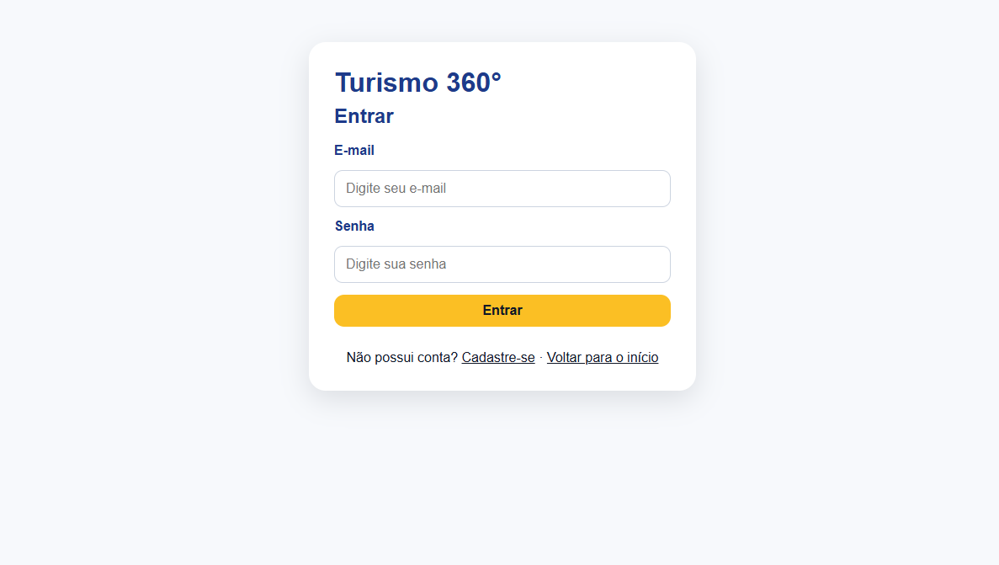 Turismo 360°
Entrar
E-mail
Digite seu e-mail
Senha
Digite sua senha
Entrar
Não possui conta? Cadastre-se · Voltar para o início